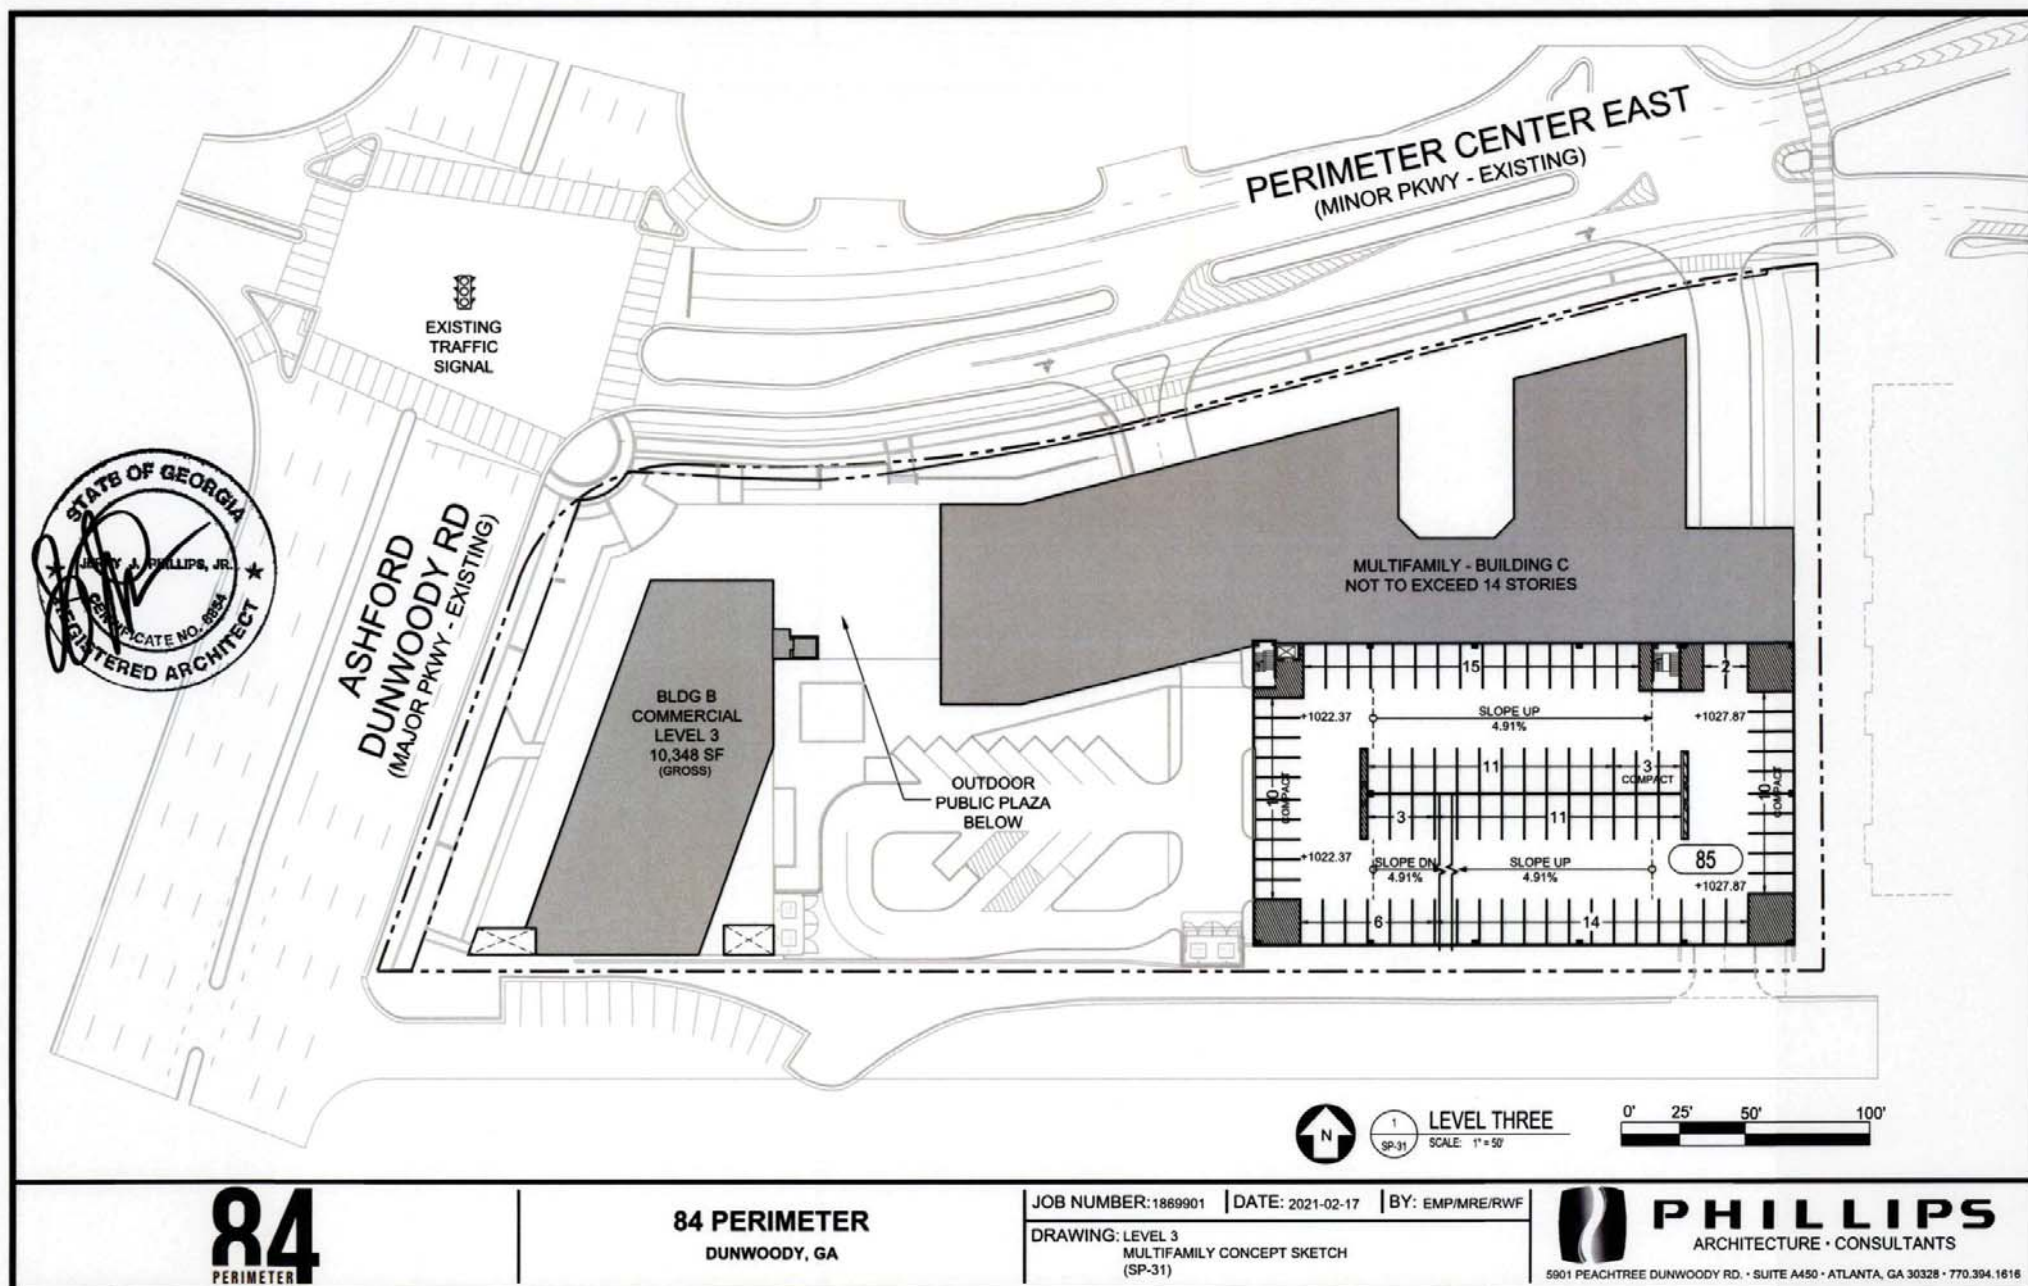 PERIMETER CENTER EAST
(MINOR PKWY - EXISTING)
EXISTING
TRAFFIC
SIGNAL
STATE OF GEORGIA
JERRY J. PHILLIPS, JR.
CERTIFICATE NO. 8854
REGISTERED ARCHITECT
ASHFORD
DUNWOODY RD
(MAJOR PKWY - EXISTING)
MULTIFAMILY - BUILDING C
NOT TO EXCEED 14 STORIES
BLDG B
COMMERCIAL
LEVEL 3
10,348 SF
(GROSS)
OUTDOOR
PUBLIC PLAZA
BELOW
15
2
+1022.37
SLOPE UP
4.91%
+1027.87
11
3
COMPACT
10
COMPACT
10
COMPACT
3
11
+1022.37
SLOPE DN
4.91%
SLOPE UP
4.91%
85
+1027.87
6
14
N
1
SP-31
LEVEL THREE
SCALE: 1" = 50'
0' 25' 50' 100'
84
PERIMETER
84 PERIMETER
DUNWOODY, GA
JOB NUMBER: 1869901 DATE: 2021-02-17 BY: EMP/MRE/RWF
DRAWING: LEVEL 3
MULTIFAMILY CONCEPT SKETCH
(SP-31)
PHILLIPS
ARCHITECTURE · CONSULTANTS
5901 PEACHTREE DUNWOODY RD. · SUITE A450 · ATLANTA, GA 30328 · 770.394.1616